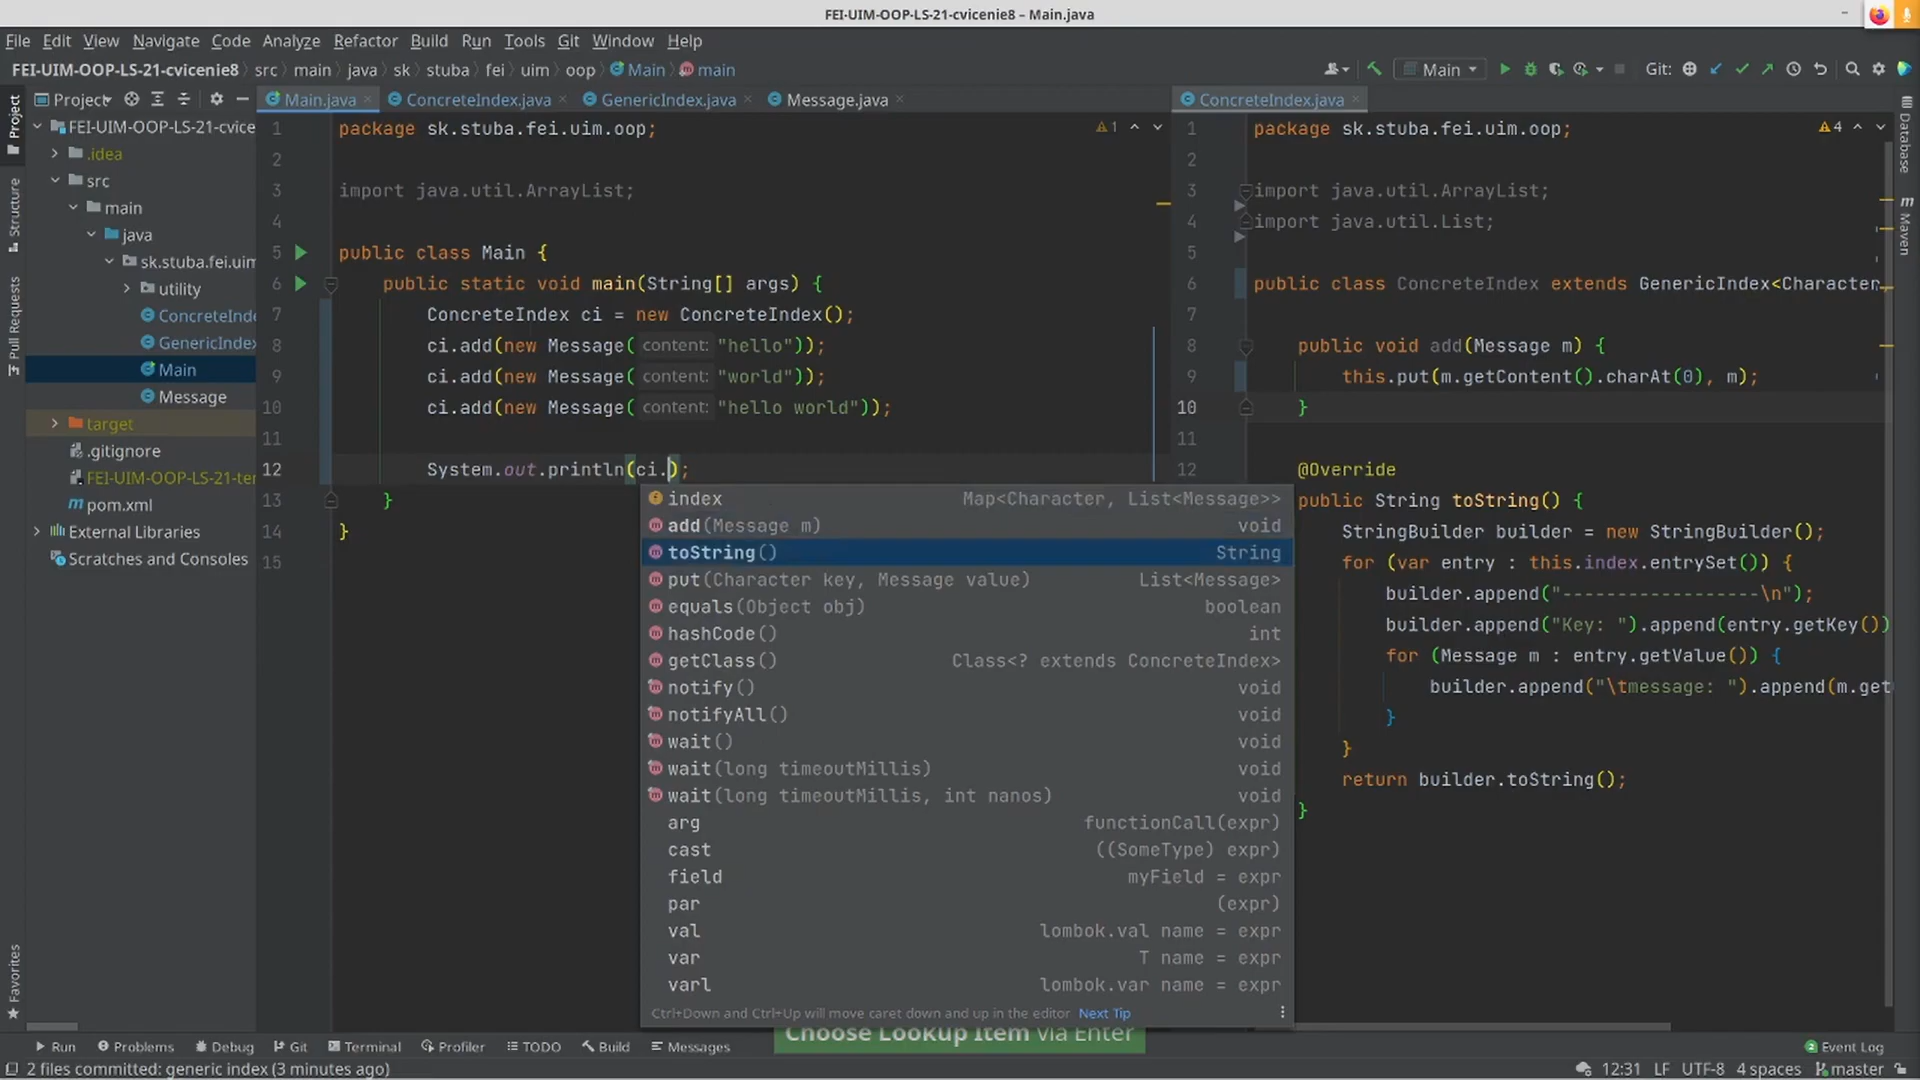 FEI-UIM-OOP-LS-21-cvicenie8 – Main.java
File Edit View Navigate Code Analyze Refactor Build Run Tools Git Window Help
FEI-UIM-OOP-LS-21-cvicenie8 src main java sk stuba fei uim oop Main main
Main
Git:
Project
Main.java
ConcreteIndex.java
GenericIndex.java
Message.java
ConcreteIndex.java
Project
Structure
Pull Requests
Favorites
FEI-UIM-OOP-LS-21-cvice
.idea
src
main
java
sk.stuba.fei.uim
utility
ConcreteInde
GenericIndex
Main
Message
target
.gitignore
FEI-UIM-OOP-LS-21-ter
pom.xml
External Libraries
Scratches and Consoles
1 package sk.stuba.fei.uim.oop;
1
2
3 import java.util.ArrayList;
4
5 public class Main {
6 public static void main(String[] args) {
7 ConcreteIndex ci = new ConcreteIndex();
8 ci.add(new Message( content: "hello"));
9 ci.add(new Message( content: "world"));
10 ci.add(new Message( content: "hello world"));
11
12 System.out.println(ci.);
13 }
14 }
15
index Map<Character, List<Message>>
add(Message m) void
toString() String
put(Character key, Message value) List<Message>
equals(Object obj) boolean
hashCode() int
getClass() Class<? extends ConcreteIndex>
notify() void
notifyAll() void
wait() void
wait(long timeoutMillis) void
wait(long timeoutMillis, int nanos) void
arg functionCall(expr)
cast ((SomeType) expr)
field myField = expr
par (expr)
val lombok.val name = expr
var T name = expr
varl lombok.var name = expr
Ctrl+Down and Ctrl+Up will move caret down and up in the editor Next Tip
Choose Lookup Item via Enter
1 package sk.stuba.fei.uim.oop;
4
2
3 import java.util.ArrayList;
4 import java.util.List;
5
6 public class ConcreteIndex extends GenericIndex<Character,
7
8 public void add(Message m) {
9 this.put(m.getContent().charAt(0), m);
10 }
11
12 @Override
public String toString() {
StringBuilder builder = new StringBuilder();
for (var entry : this.index.entrySet()) {
builder.append("------------------\n");
builder.append("Key: ").append(entry.getKey())
for (Message m : entry.getValue()) {
builder.append("\tmessage: ").append(m.get
}
}
return builder.toString();
}
Database
Maven
Run Problems Debug Git Terminal Profiler TODO Build Messages
2 Event Log
2 files committed: generic index (3 minutes ago)
12:31 LF UTF-8 4 spaces master